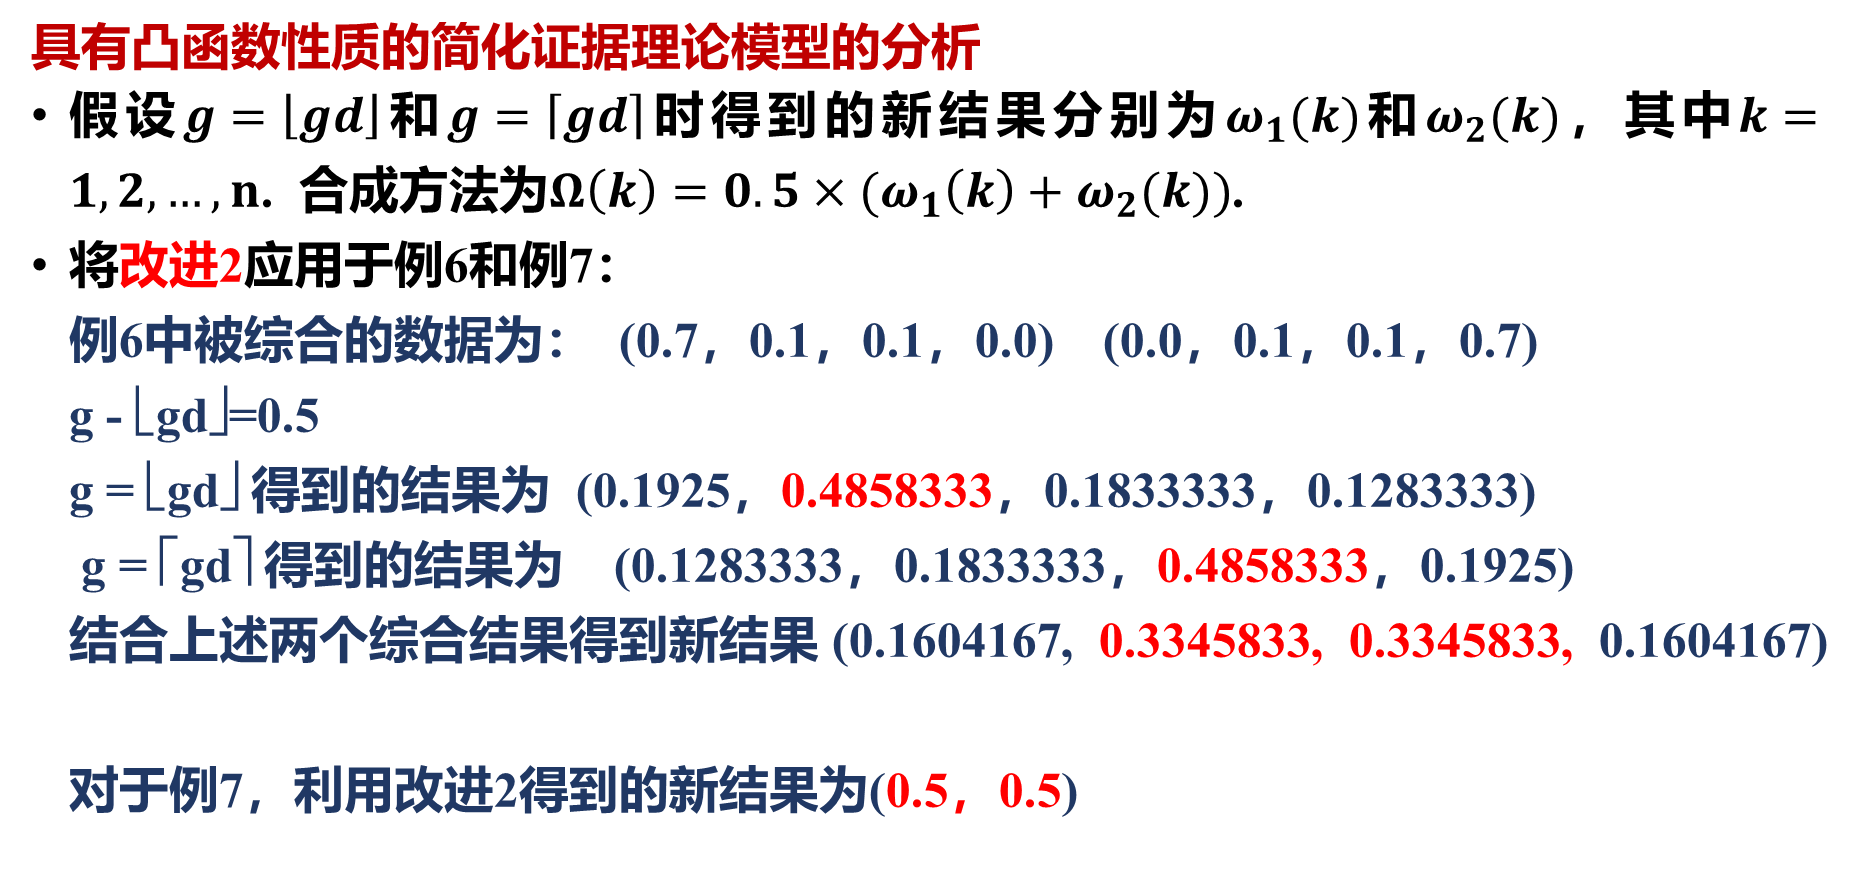 具有凸函数性质的简化证据理论模型的分析
• 假设g = ⌊gd⌋和g = ⌈gd⌉时得到的新结果分别为ω₁(k)和ω₂(k)，其中k =
1,2,…,n. 合成方法为Ω(k) = 0.5 × (ω₁(k) + ω₂(k)).
• 将改进2应用于例6和例7：
例6中被综合的数据为： (0.7，0.1，0.1，0.0) (0.0，0.1，0.1，0.7)
g - ⌊gd⌋=0.5
g = ⌊gd⌋ 得到的结果为 (0.1925，0.4858333，0.1833333，0.1283333)
g = ⌈gd⌉ 得到的结果为 (0.1283333，0.1833333，0.4858333，0.1925)
结合上述两个综合结果得到新结果 (0.1604167, 0.3345833, 0.3345833, 0.1604167)
对于例7，利用改进2得到的新结果为(0.5，0.5)